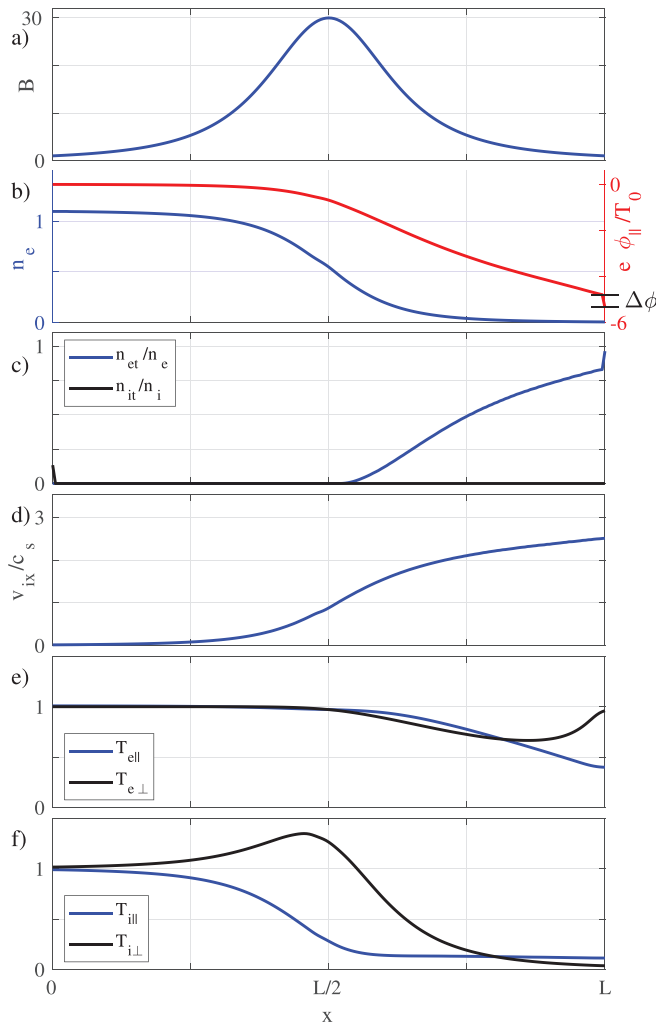 a)
30
B
0
b)
1
n e
0
0
e ϕ∥/T0
-6
Δϕ
c)
1
n et /n e
n it /n i
0
d)
3
v ix /c s
0
e)
1
T e∥
T e⊥
0
f)
1
T i∥
T i⊥
0
0
L/2
L
x